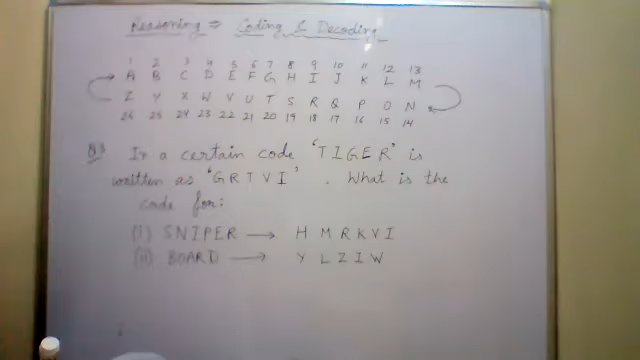 Reasoning ⇒ Coding & Decoding
1 2 3 4 5 6 7 8 9 10 11 12 13
A B C D E F G H I J K L M
Z Y X W V U T S R Q P O N
26 25 24 23 22 21 20 19 18 17 16 15 14
Q3 In a certain code 'TIGER' is
written as 'GRTVI'. What is the
code for:
(i) SNIPER → HMRKVI
(ii) BOARD → YLZIW